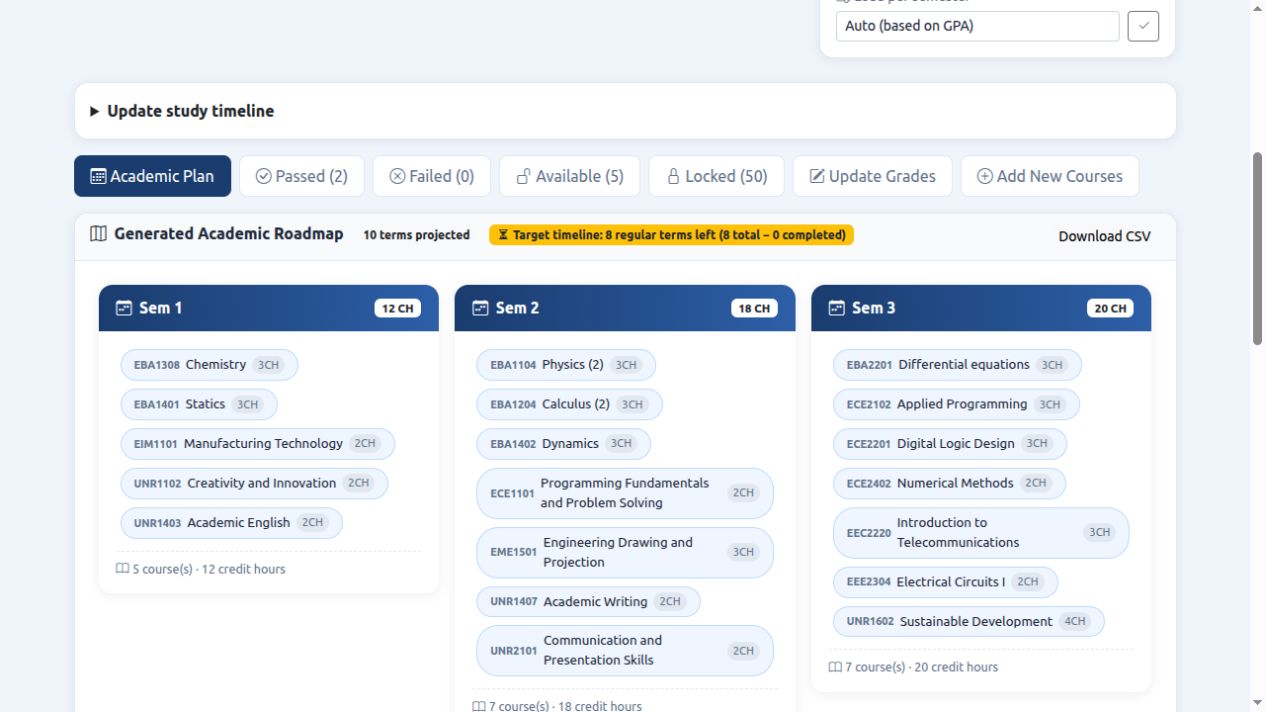 Auto (based on GPA)
Update study timeline
Academic Plan
Passed (2)
Failed (0)
Available (5)
Locked (50)
Update Grades
Add New Courses
Generated Academic Roadmap
10 terms projected
Target timeline: 8 regular terms left (8 total – 0 completed)
Download CSV
Sem 1
12 CH
EBA1308 Chemistry 3CH
EBA1401 Statics 3CH
EIM1101 Manufacturing Technology 2CH
UNR1102 Creativity and Innovation 2CH
UNR1403 Academic English 2CH
5 course(s) · 12 credit hours
Sem 2
18 CH
EBA1104 Physics (2) 3CH
EBA1204 Calculus (2) 3CH
EBA1402 Dynamics 3CH
ECE1101 Programming Fundamentals
and Problem Solving 2CH
EME1501 Engineering Drawing and
Projection 3CH
UNR1407 Academic Writing 2CH
UNR2101 Communication and
Presentation Skills 2CH
7 course(s) · 18 credit hours
Sem 3
20 CH
EBA2201 Differential equations 3CH
ECE2102 Applied Programming 3CH
ECE2201 Digital Logic Design 3CH
ECE2402 Numerical Methods 2CH
EEC2220 Introduction to
Telecommunications 3CH
EEE2304 Electrical Circuits I 2CH
UNR1602 Sustainable Development 4CH
7 course(s) · 20 credit hours